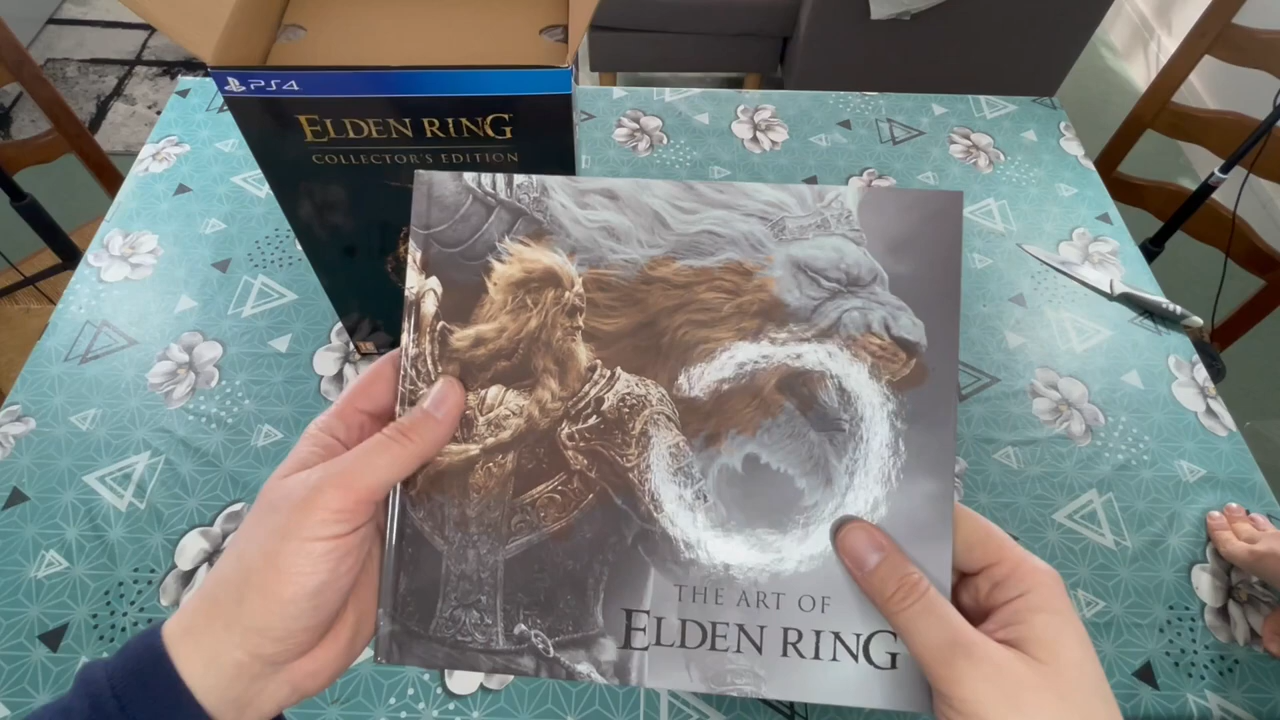 PS4
ELDEN RING
COLLECTOR'S EDITION
THE ART OF
ELDEN RING